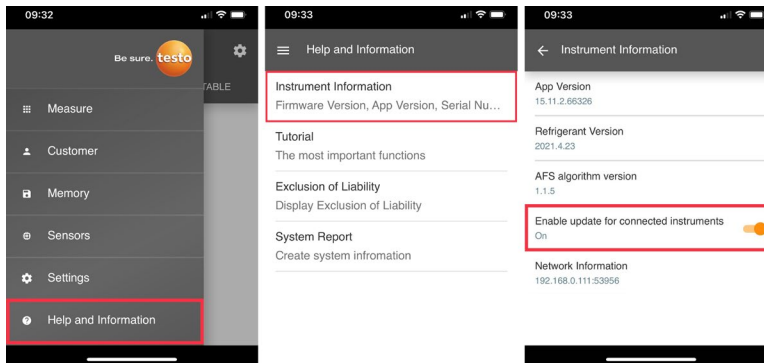 09:32
Be sure. testo
TABLE
Measure
Customer
Memory
Sensors
Settings
Help and Information
09:33
Help and Information
Instrument Information
Firmware Version, App Version, Serial Nu...
Tutorial
The most important functions
Exclusion of Liability
Display Exclusion of Liability
System Report
Create system infromation
09:33
Instrument Information
App Version
15.11.2.66326
Refrigerant Version
2021.4.23
AFS algorithm version
1.1.5
Enable update for connected instruments
On
Network Information
192.168.0.111:53956